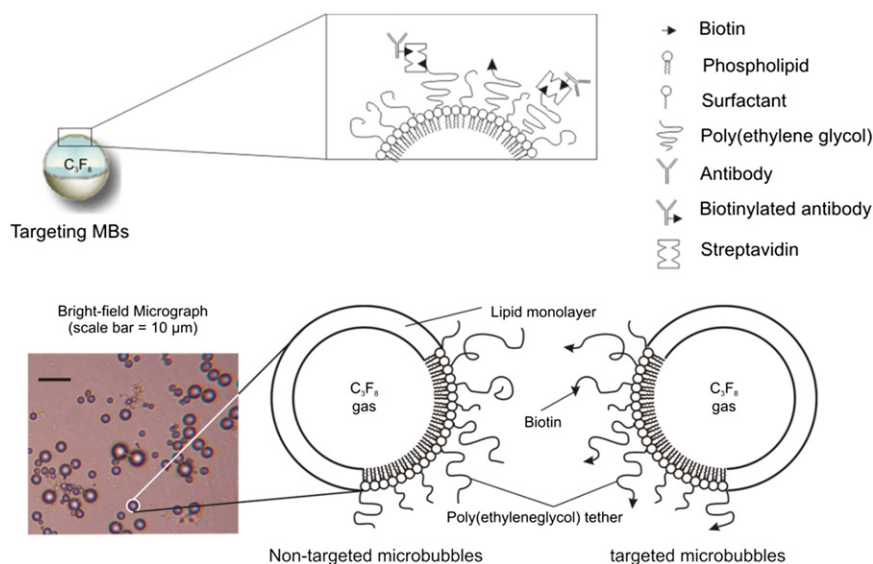 Biotin
Phospholipid
Surfactant
Poly(ethylene glycol)
Antibody
Biotinylated antibody
Streptavidin
C₃F₈
Targeting MBs
Bright-field Micrograph
(scale bar = 10 µm)
Lipid monolayer
C₃F₈
gas
C₃F₈
gas
Biotin
Poly(ethyleneglycol) tether
Non-targeted microbubbles
targeted microbubbles